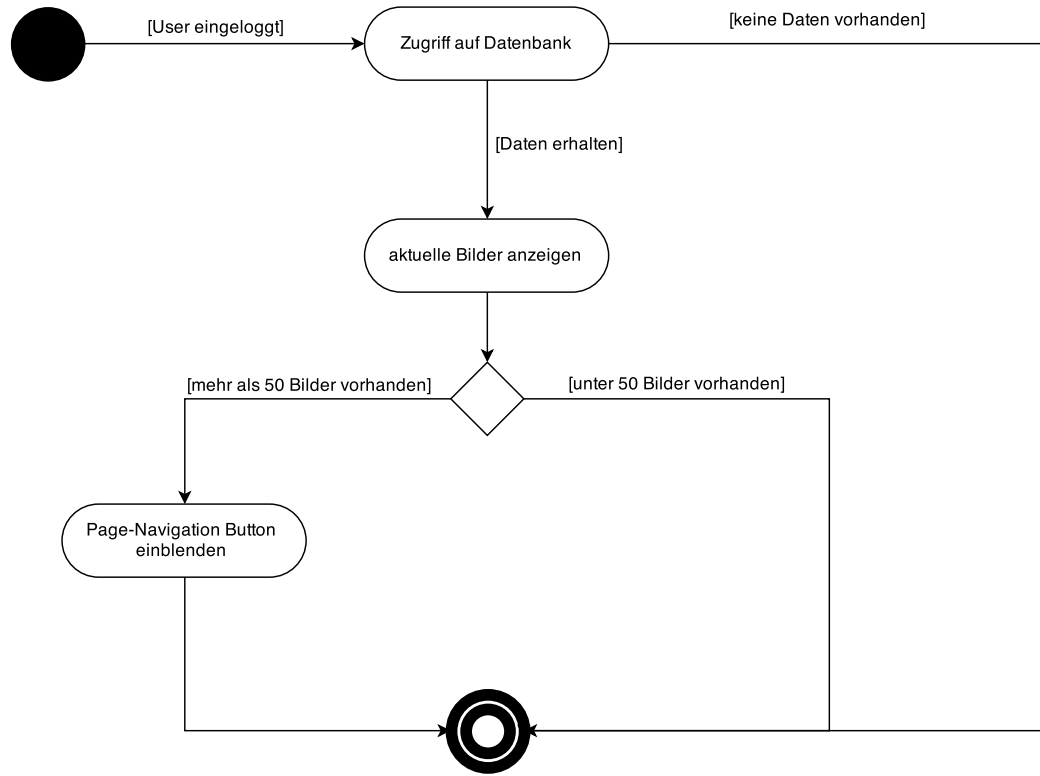 [User eingeloggt]
Zugriff auf Datenbank
[keine Daten vorhanden]
[Daten erhalten]
aktuelle Bilder anzeigen
[mehr als 50 Bilder vorhanden]
[unter 50 Bilder vorhanden]
Page-Navigation Button
einblenden